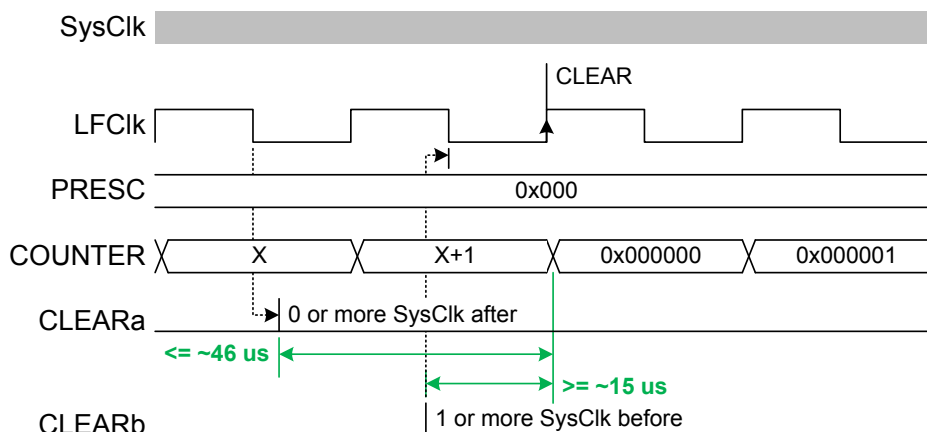 SysClk
CLEAR
LFClk
PRESC
0x000
COUNTER
X
X+1
0x000000
0x000001
CLEARa
0 or more SysClk after
<= ~46 us
>= ~15 us
CLEARb
1 or more SysClk before